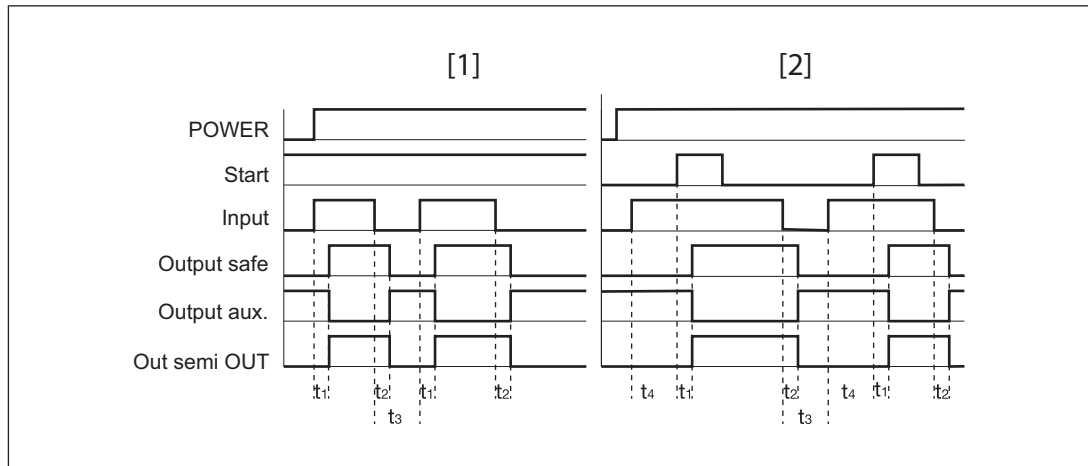 [1] [2]
POWER
Start
Input
Output safe
Output aux.
Out semi OUT
t1 t2 t1 t2 t4 t1 t2 t4 t1 t2
t3 t3